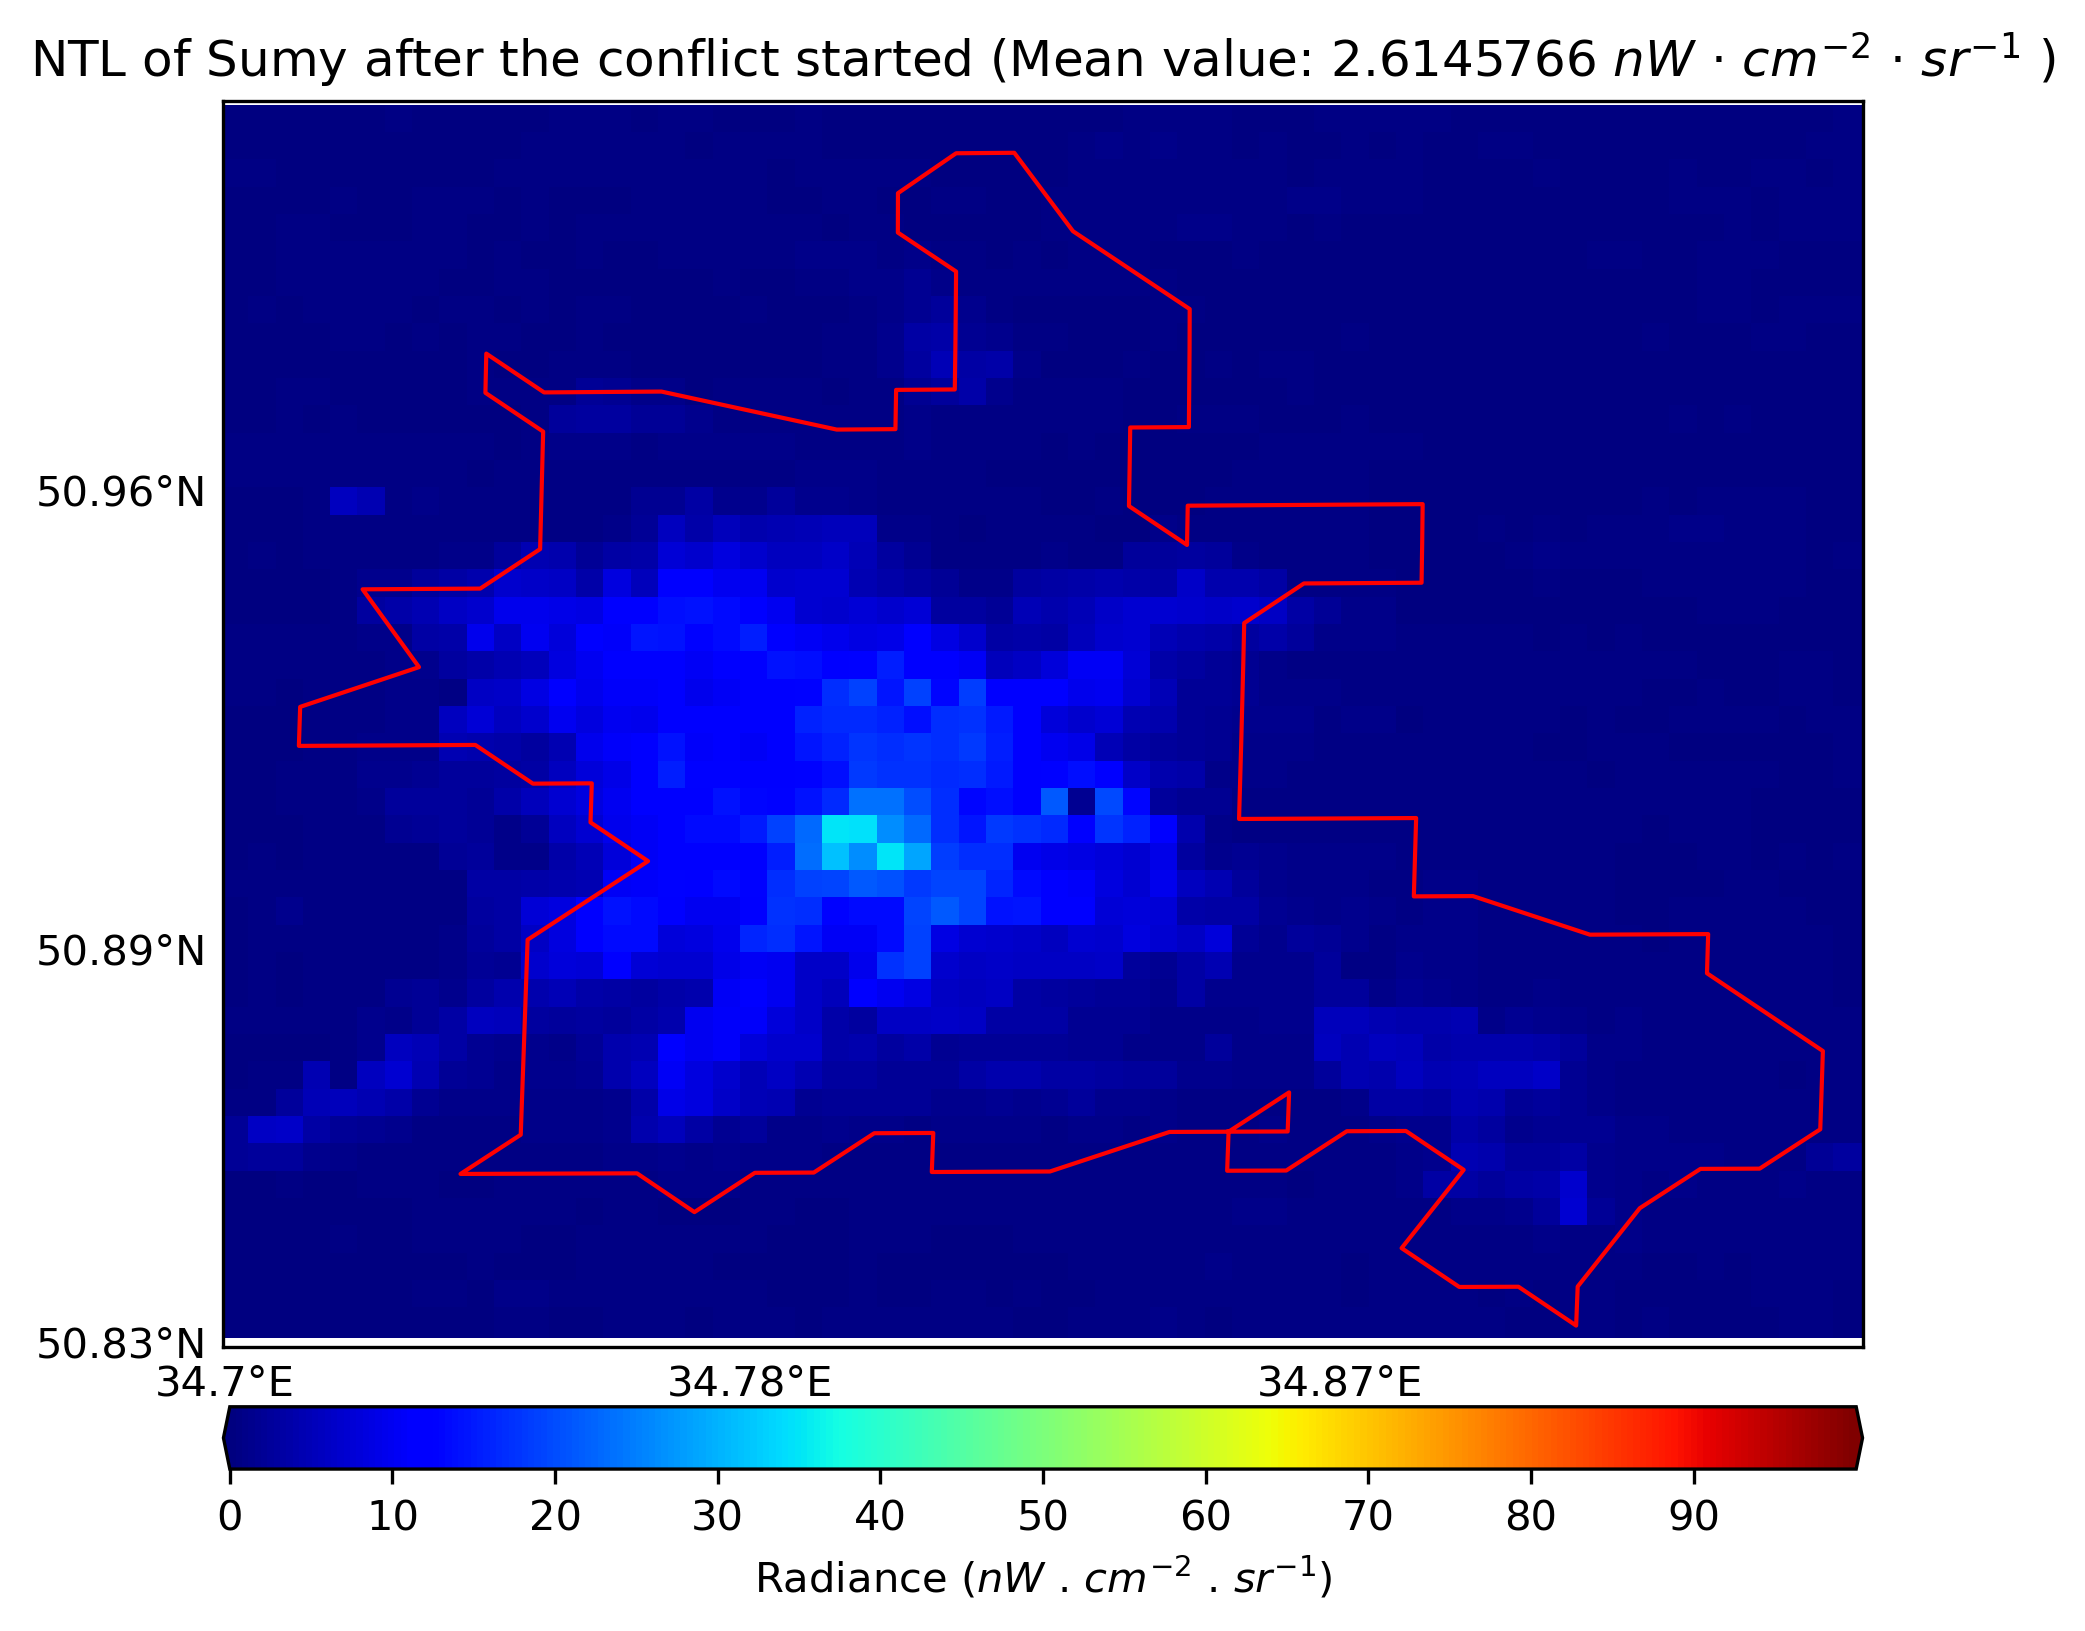 NTL of Sumy after the conflict started (Mean value: 2.6145766 nW · cm⁻² · sr⁻¹ )
50.96°N
50.89°N
50.83°N
34.7°E 34.78°E 34.87°E
0 10 20 30 40 50 60 70 80 90
Radiance (nW . cm⁻² . sr⁻¹)